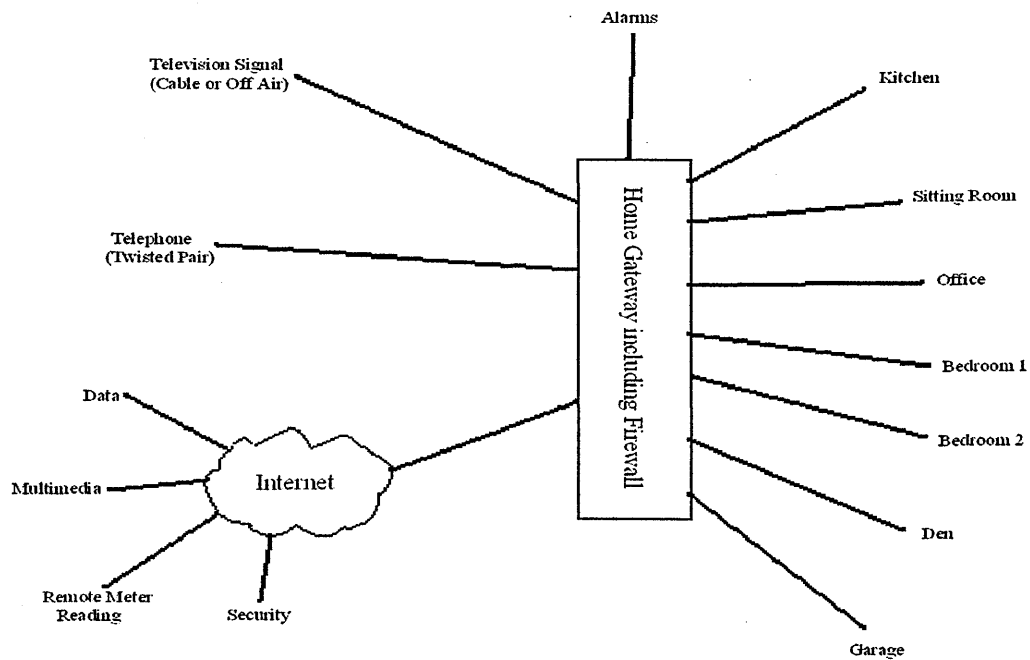 Alarms
Television Signal
(Cable or Off Air)
Kitchen
Sitting Room
Telephone
(Twisted Pair)
Home Gateway including Firewall
Office
Bedroom 1
Bedroom 2
Data
Multimedia
Internet
Den
Remote Meter
Reading
Security
Garage